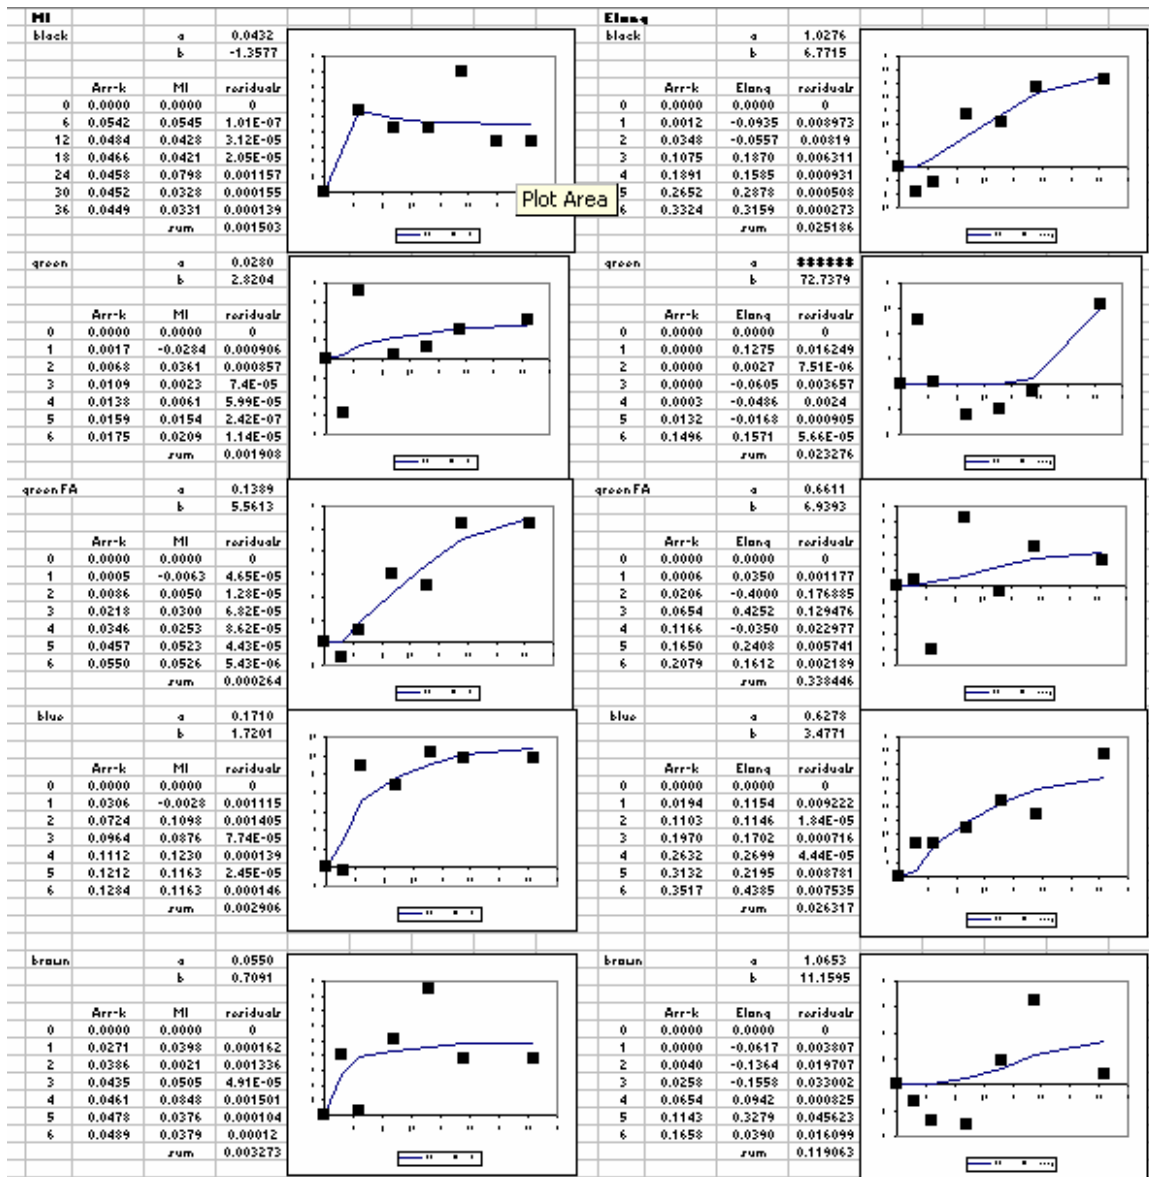 MI
black a 0.0432
b -1.3577
Arr-k MI residuals
0 0.0000 0.0000 0
6 0.0542 0.0545 1.01E-07
12 0.0484 0.0428 3.12E-05
18 0.0466 0.0421 2.05E-05
24 0.0458 0.0798 0.001157
30 0.0452 0.0328 0.000155
36 0.0449 0.0331 0.000139
sum 0.001503
Plot Area
green a 0.0280
b 2.8204
Arr-k MI residuals
0 0.0000 0.0000 0
1 0.0017 -0.0284 0.000906
2 0.0068 0.0361 0.000857
3 0.0109 0.0023 7.4E-05
4 0.0138 0.0061 5.99E-05
5 0.0159 0.0154 2.42E-07
6 0.0175 0.0209 1.14E-05
sum 0.001908
green FA a 0.1389
b 5.5613
Arr-k MI residuals
0 0.0000 0.0000 0
1 0.0005 -0.0063 4.65E-05
2 0.0086 0.0050 1.28E-05
3 0.0218 0.0300 6.82E-05
4 0.0346 0.0253 8.62E-05
5 0.0457 0.0523 4.43E-05
6 0.0550 0.0526 5.43E-06
sum 0.000264
blue a 0.1710
b 1.7201
Arr-k MI residuals
0 0.0000 0.0000 0
1 0.0306 -0.0028 0.001115
2 0.0724 0.1098 0.001405
3 0.0964 0.0876 7.74E-05
4 0.1112 0.1230 0.000139
5 0.1212 0.1163 2.45E-05
6 0.1284 0.1163 0.000146
sum 0.002906
brown a 0.0550
b 0.7091
Arr-k MI residuals
0 0.0000 0.0000 0
1 0.0271 0.0398 0.000162
2 0.0386 0.0021 0.001336
3 0.0435 0.0505 4.91E-05
4 0.0461 0.0848 0.001501
5 0.0478 0.0376 0.000104
6 0.0489 0.0379 0.00012
sum 0.003273
Elong
black a 1.0276
b 6.7715
Arr-k Elong residuals
0 0.0000 0.0000 0
1 0.0012 -0.0935 0.008973
2 0.0348 -0.0557 0.00819
3 0.1075 0.1870 0.006311
4 0.1891 0.1585 0.000931
5 0.2652 0.2878 0.000508
6 0.3324 0.3159 0.000273
sum 0.025186
green a ######
b 72.7379
Arr-k Elong residuals
0 0.0000 0.0000 0
1 0.0000 0.1275 0.016249
2 0.0000 0.0027 7.51E-06
3 0.0000 -0.0605 0.003657
4 0.0003 -0.0486 0.0024
5 0.0132 -0.0168 0.000905
6 0.1496 0.1571 5.66E-05
sum 0.023276
green FA a 0.6611
b 6.9393
Arr-k Elong residuals
0 0.0000 0.0000 0
1 0.0006 0.0350 0.001177
2 0.0206 -0.4000 0.176885
3 0.0654 0.4252 0.129476
4 0.1166 -0.0350 0.022977
5 0.1650 0.2408 0.005741
6 0.2079 0.1612 0.002189
sum 0.338446
blue a 0.6278
b 3.4771
Arr-k Elong residuals
0 0.0000 0.0000 0
1 0.0194 0.1154 0.009222
2 0.1103 0.1146 1.84E-05
3 0.1970 0.1702 0.000716
4 0.2632 0.2699 4.44E-05
5 0.3132 0.2195 0.008781
6 0.3517 0.4385 0.007535
sum 0.026317
brown a 1.0653
b 11.1595
Arr-k Elong residuals
0 0.0000 0.0000 0
1 0.0000 -0.0617 0.003807
2 0.0040 -0.1364 0.019707
3 0.0258 -0.1558 0.033002
4 0.0654 0.0942 0.000825
5 0.1143 0.3279 0.045623
6 0.1658 0.0390 0.016099
sum 0.119063